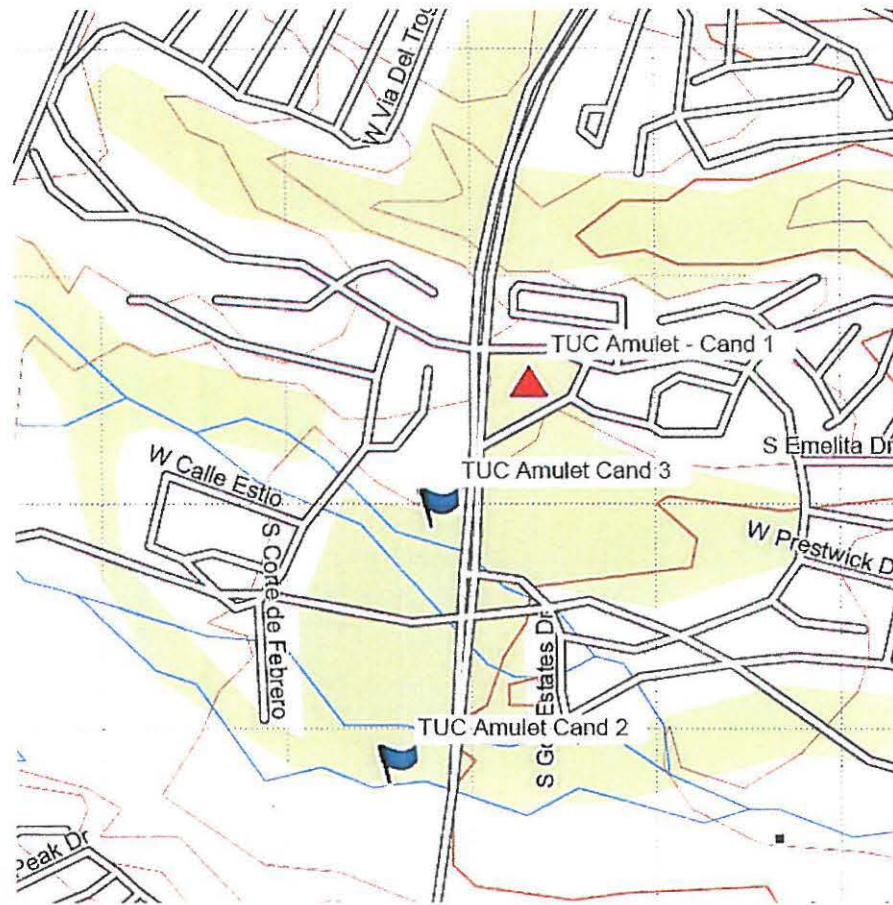 W Via Del Trog
TUC Amulet - Cand 1
S Emelita Dr
TUC Amulet Cand 3
W Calle Estio
W Prestwick D
S Corte de Febrero
Estates Dr
TUC Amulet Cand 2
Peak Dr